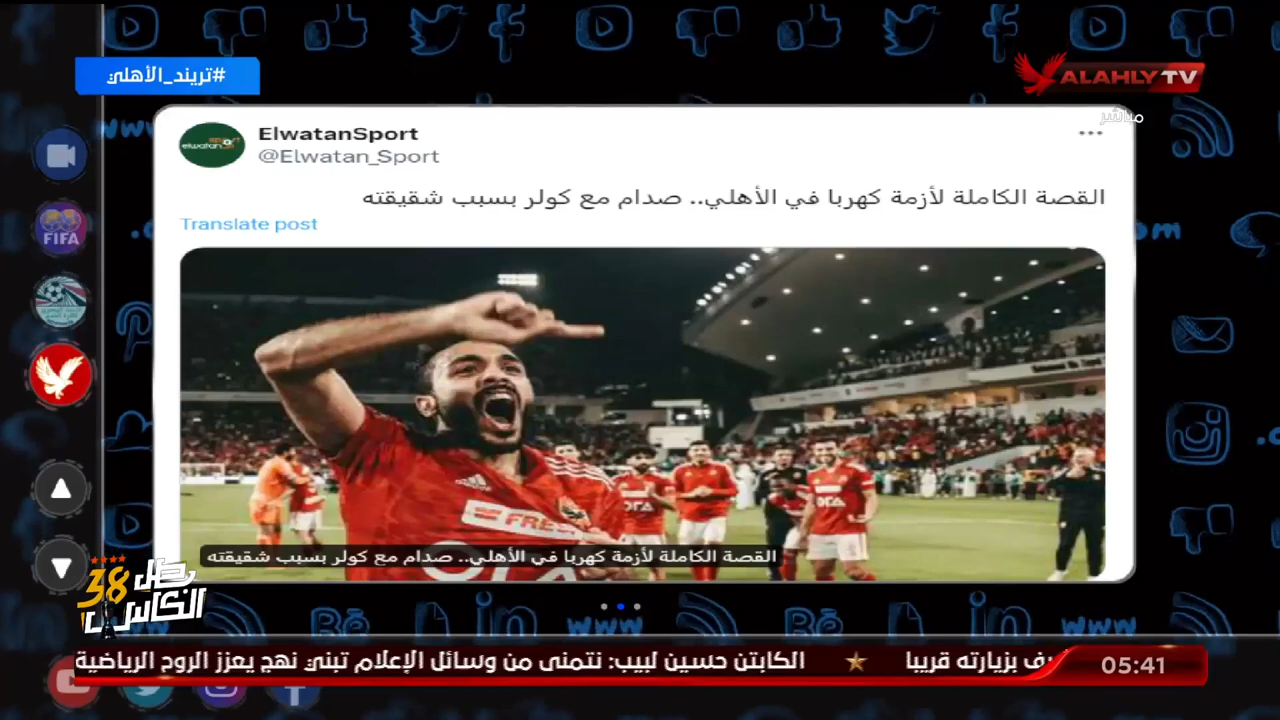 #تريند_الأهلي
ALAHLY TV
مباشر
ElwatanSport
@Elwatan_Sport
القصة الكاملة لأزمة كهربا في الأهلي.. صدام مع كولر بسبب شقيقته
Translate post
FIFA
القصة الكاملة لأزمة كهربا في الأهلي.. صدام مع كولر بسبب شقيقته
بطل الكاس
38
بزيارته قريبا ★ الكابتن حسين لبيب: نتمنى من وسائل الإعلام تبني نهج يعزز الروح الرياضية
05:41